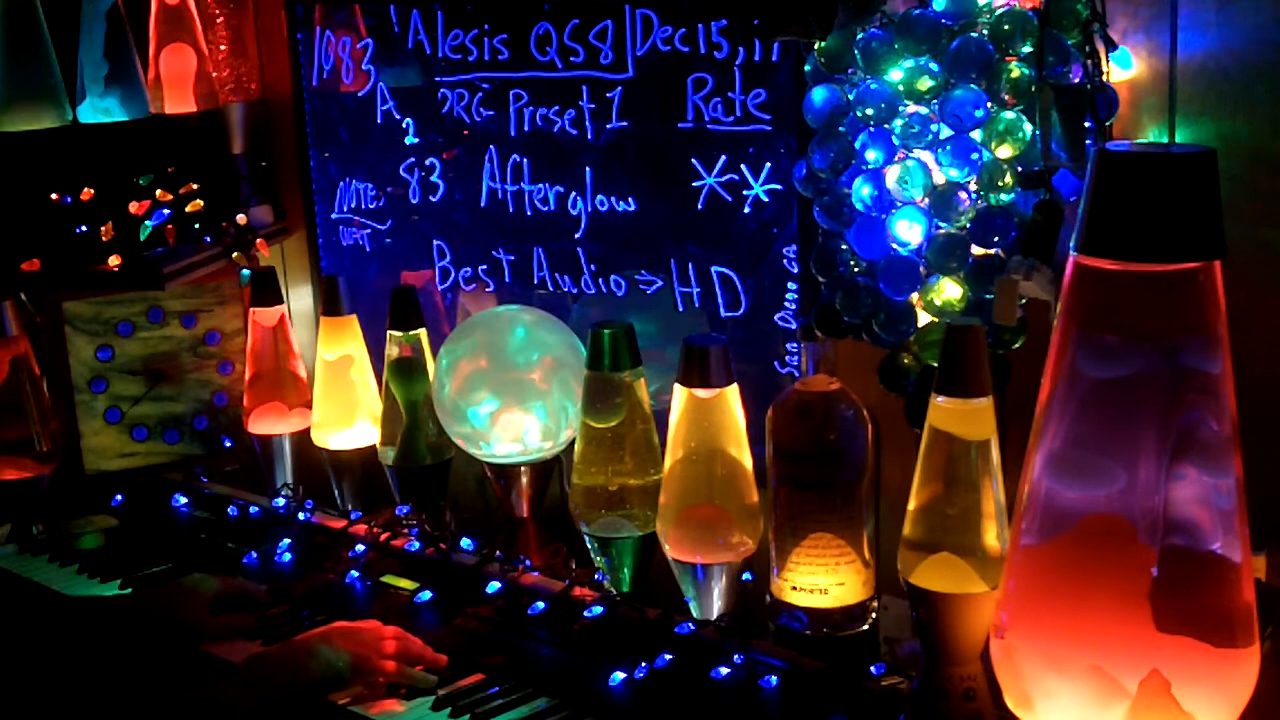 1083 Alesis QS8 Dec 15, 11
A2 PRG Preset 1 Rate
83 Afterglow **
NOTE:
Best Audio → HD
San Diego CA
IMPORTED